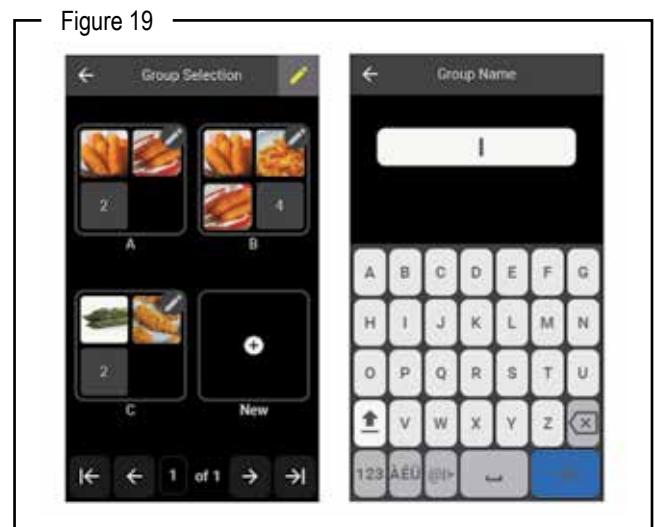 Figure 19
Group Selection
2
4
A
B
2
C
New
1 of 1
Group Name
A B C D E F G
H I J K L M N
O P Q R S T U
V W X Y Z
123 ÀÉÜ